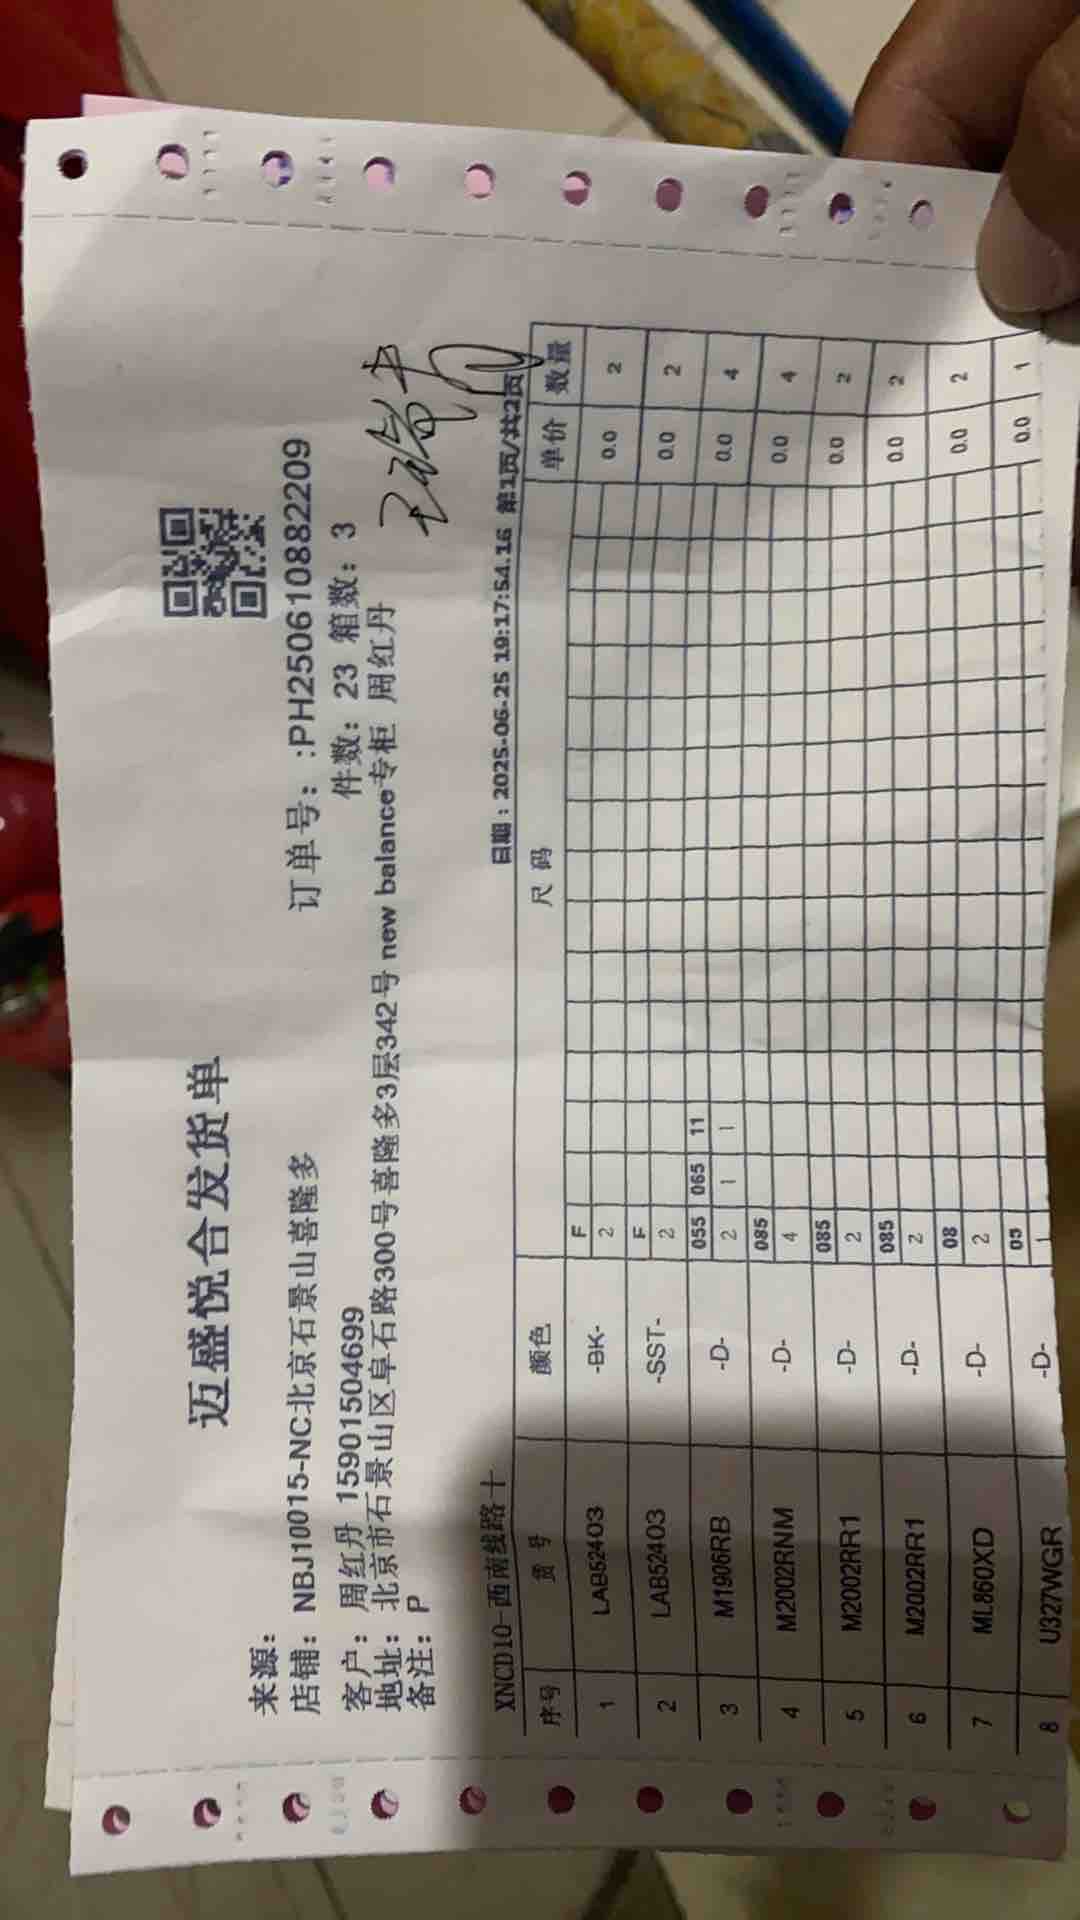 迈盛悦合发货单
来源:
店铺: NBJ10015-NC北京石景山喜隆多 订单号: :PH250610882209
客户: 周红丹 15901504699 件数: 23 箱数: 3
地址: 北京市石景山区阜石路300号喜隆多3层342号 new balance专柜 周红丹
备注: P
XNCD10-西南线路十 日期:2025-06-25 19:17:54.16 第1页/共2页
序号 货号 颜色 尺码 单价 数量
1 LAB52403 -BK- F 0.0 2
2
2 LAB52403 -SST- F 0.0 2
2
3 M1906RB -D- 055 065 11 0.0 4
2 1 1
4 M2002RNM -D- 085 0.0 4
4
5 M2002RR1 -D- 085 0.0 2
2
6 M2002RR1 -D- 085 0.0 2
2
7 ML860XD -D- 08 0.0 2
2
8 U327WGR -D- 0.0 1
1